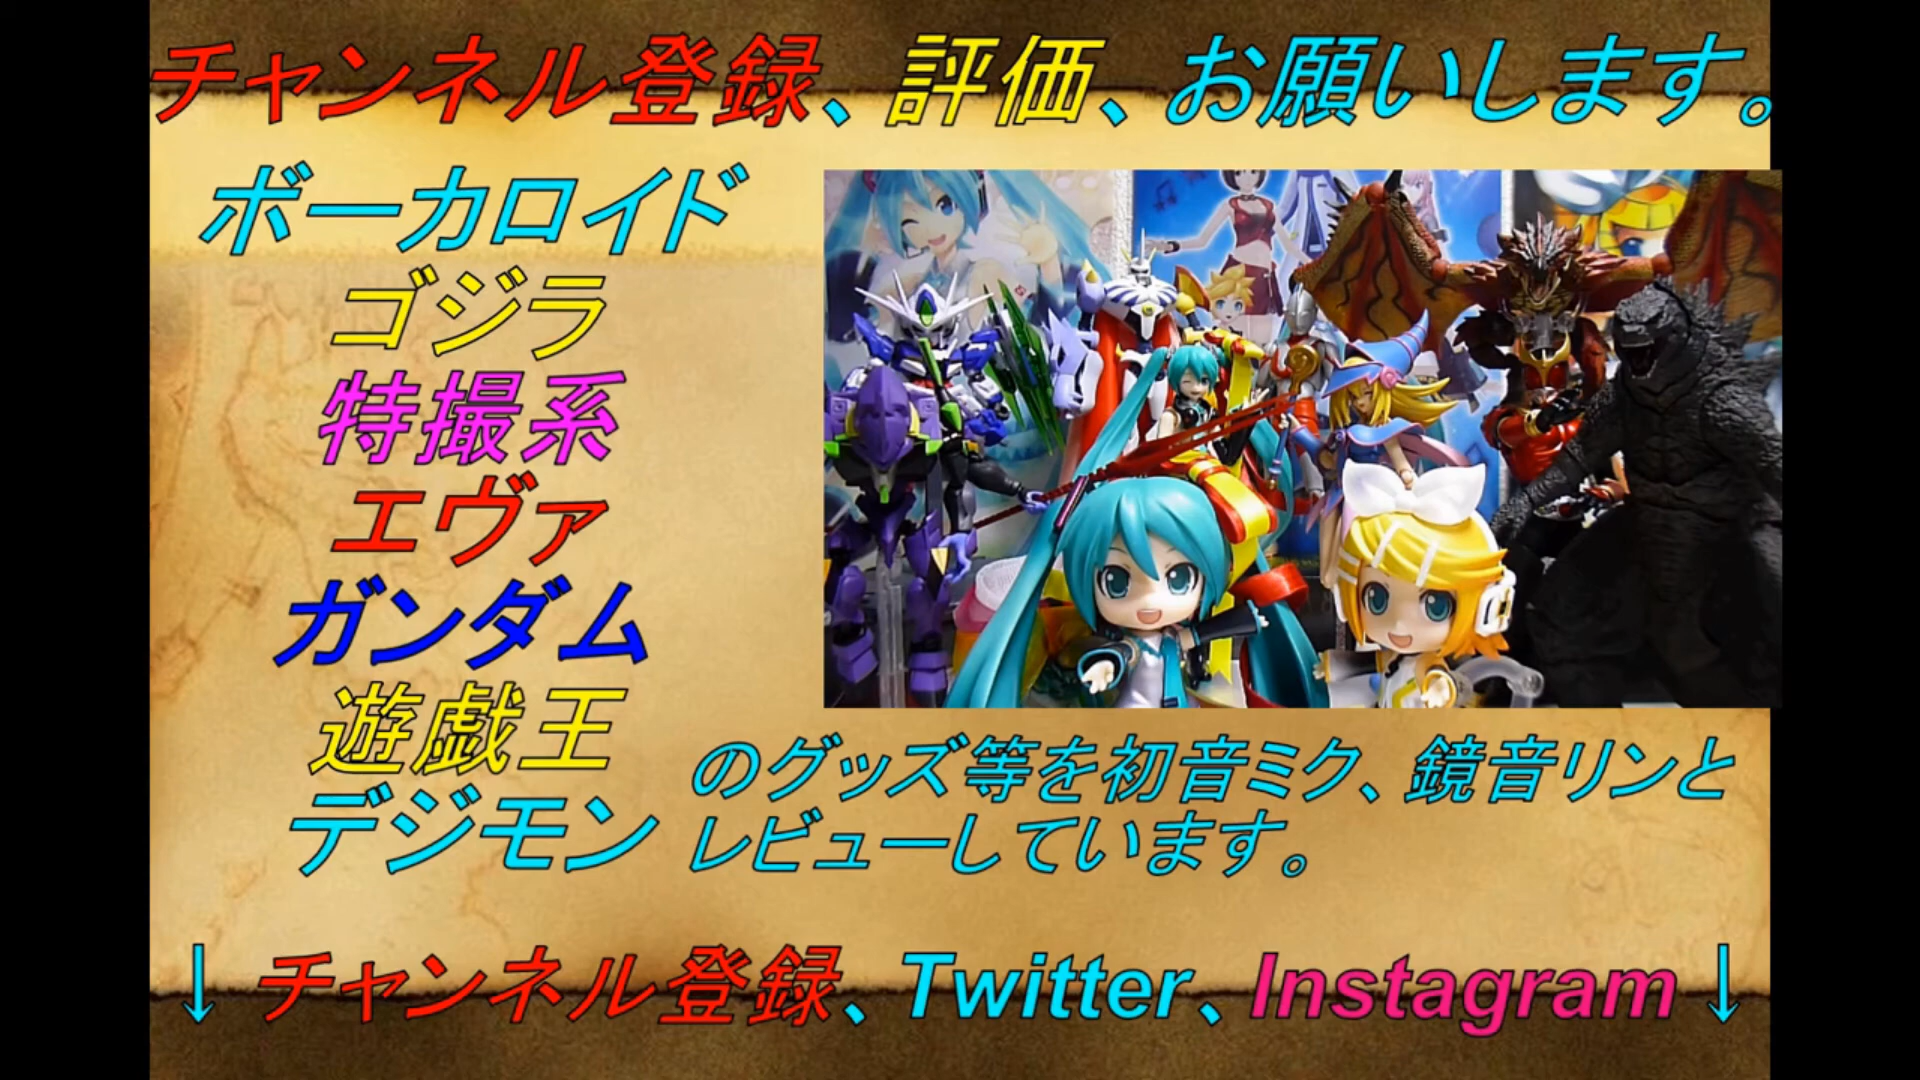 チャンネル登録、評価、お願いします。
ボーカロイド
ゴジラ
特撮系
エヴァ
ガンダム
遊戯王
デジモン
のグッズ等を初音ミク、鏡音リンと
レビューしています。
↓チャンネル登録、Twitter、Instagram↓